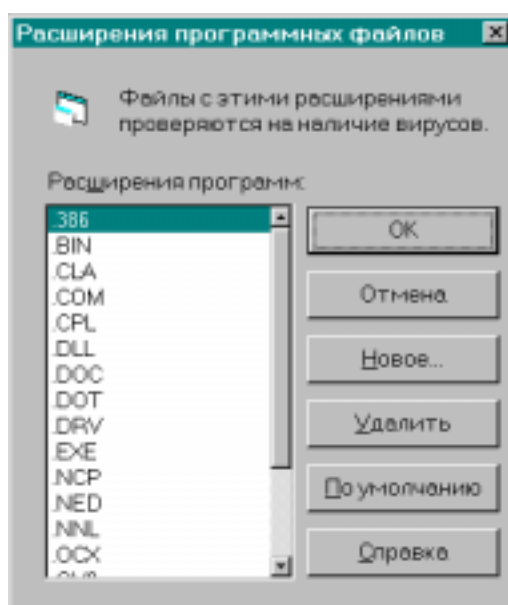 Расширения программных файлов
Файлы с этими расширениями
проверяются на наличие вирусов.
Расширения программ:
.386
.BIN
.CLA
.COM
.CPL
.DLL
.DOC
.DOT
.DRV
.EXE
.NCP
.NED
.NNL
.OCX
OK
Отмена
Новое...
Удалить
По умолчанию
Справка